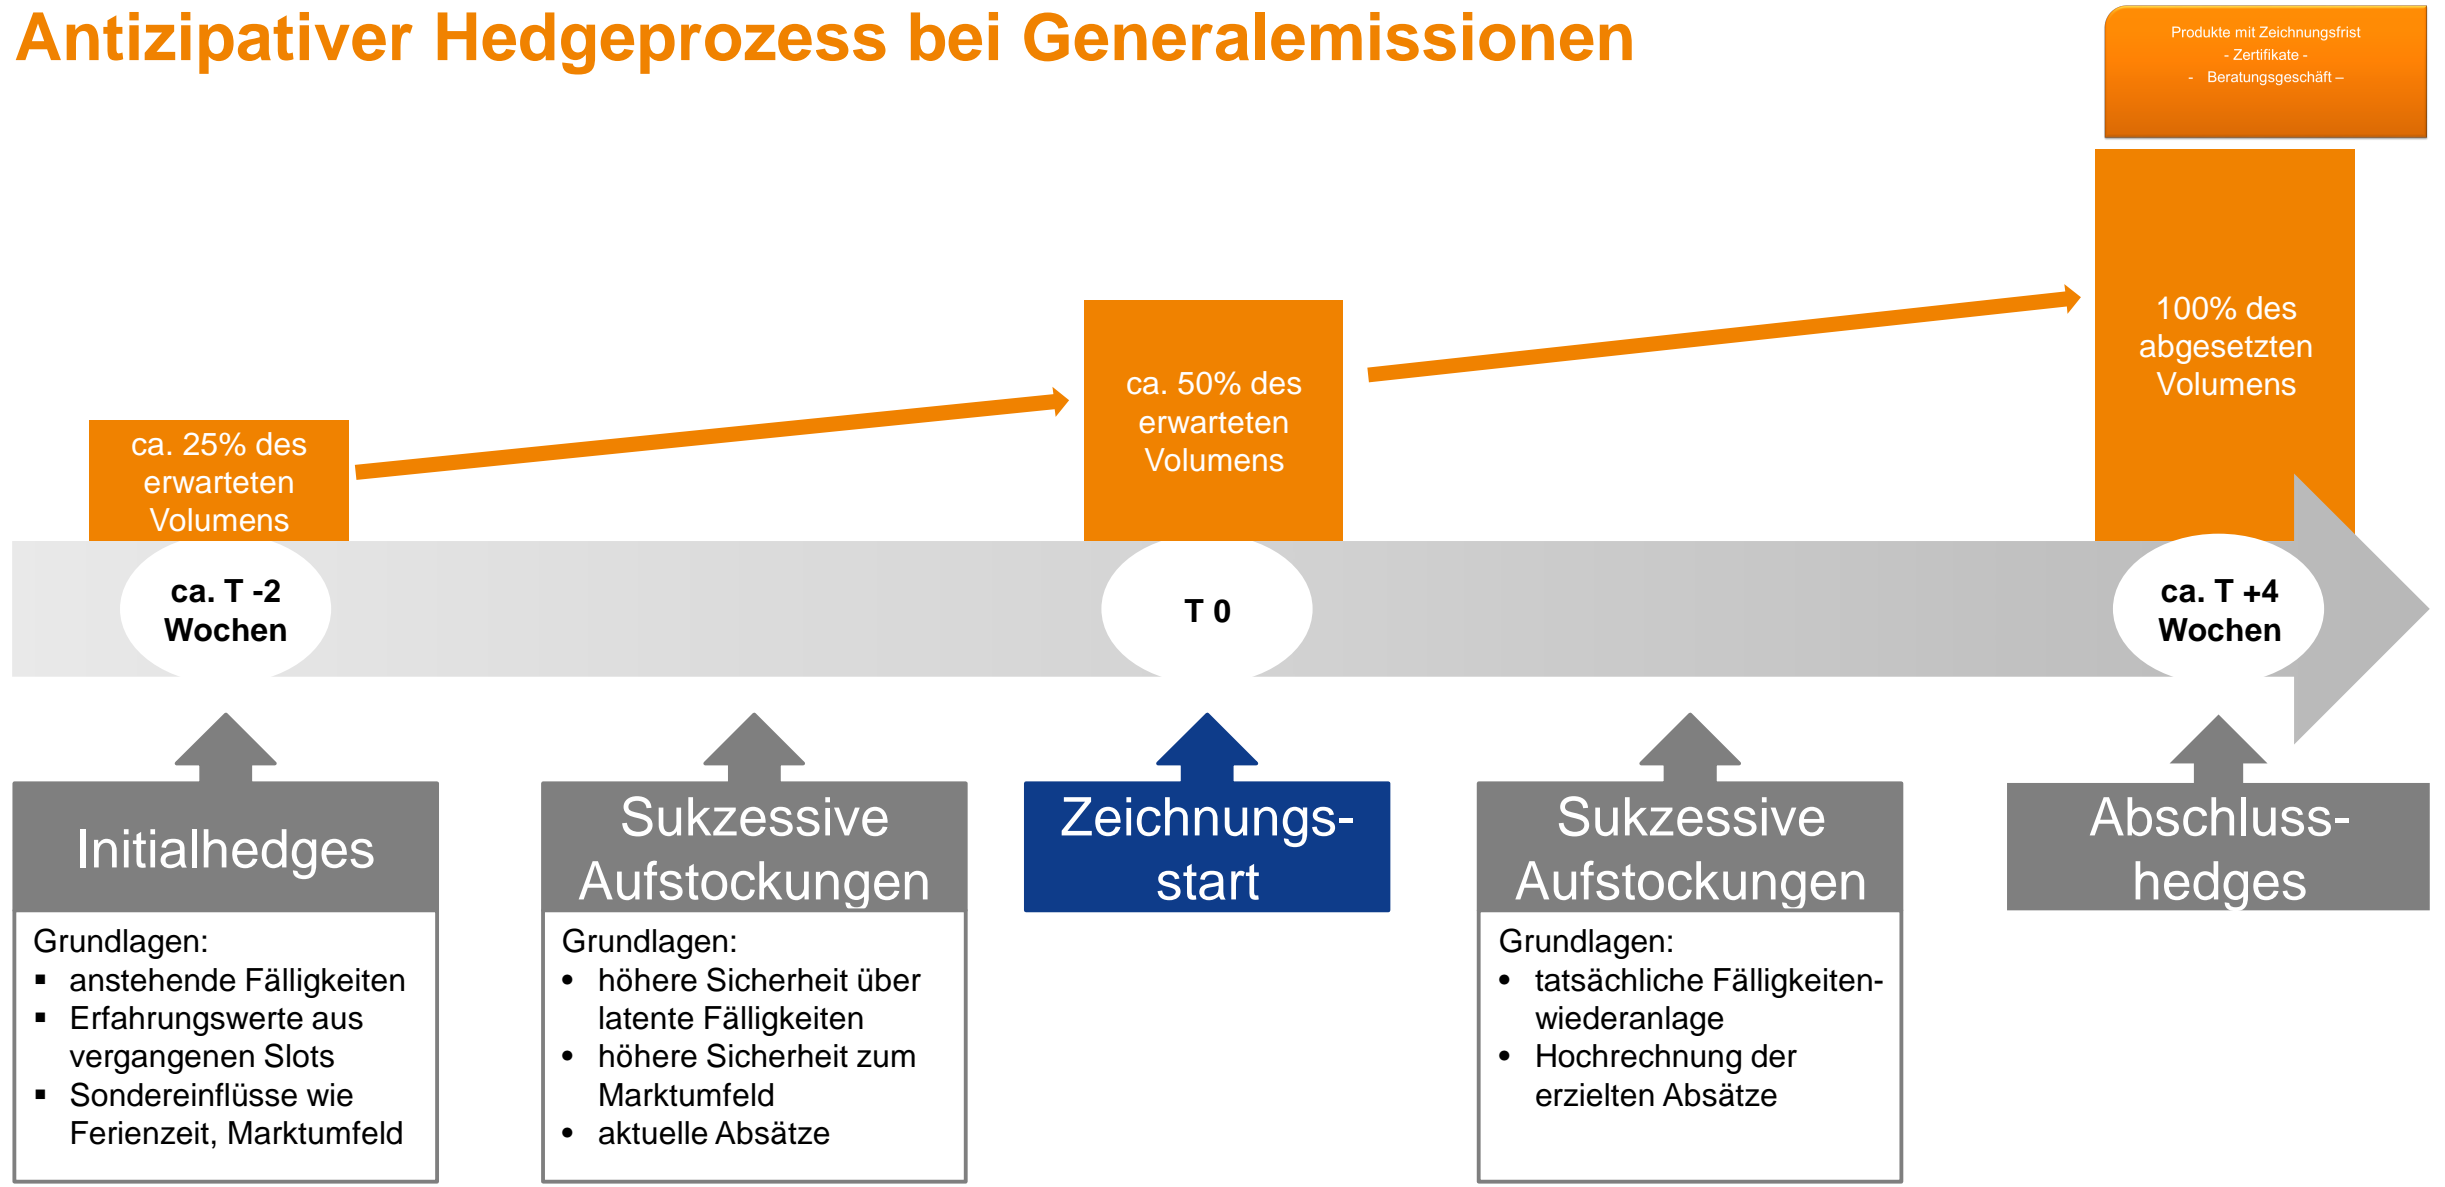 Antizipativer Hedgeprozess bei Generalemissionen
Produkte mit Zeichnungsfrist
- Zertifikate -
- Beratungsgeschäft –
ca. 25% des
erwarteten
Volumens
ca. 50% des
erwarteten
Volumens
100% des
abgesetzten
Volumens
ca. T -2
Wochen
T 0
ca. T +4
Wochen
Initialhedges
Grundlagen:
▪ anstehende Fälligkeiten
▪ Erfahrungswerte aus
vergangenen Slots
▪ Sondereinflüsse wie
Ferienzeit, Marktumfeld
Sukzessive
Aufstockungen
Grundlagen:
• höhere Sicherheit über
latente Fälligkeiten
• höhere Sicherheit zum
Marktumfeld
• aktuelle Absätze
Zeichnungs-
start
Sukzessive
Aufstockungen
Grundlagen:
• tatsächliche Fälligkeiten-
wiederanlage
• Hochrechnung der
erzielten Absätze
Abschluss-
hedges